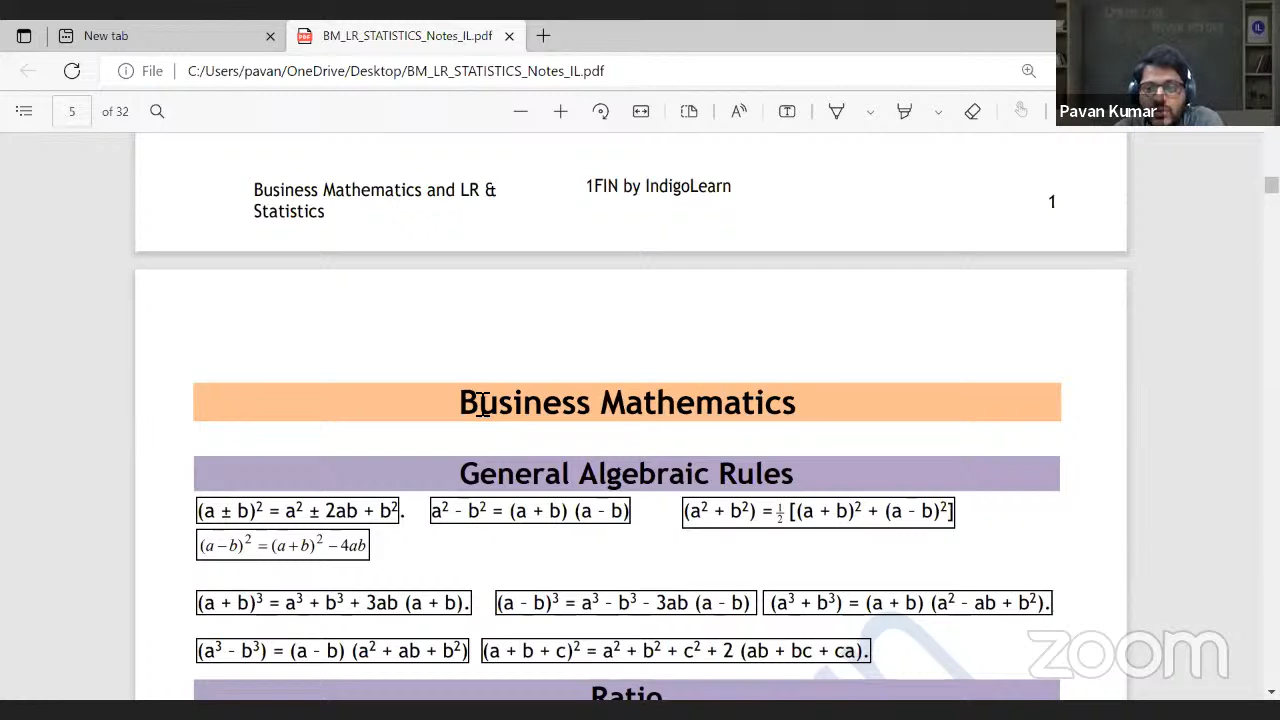 New tab
BM_LR_STATISTICS_Notes_IL.pdf
File C:/Users/pavan/OneDrive/Desktop/BM_LR_STATISTICS_Notes_IL.pdf
5 of 32
Pavan Kumar
Business Mathematics and LR &
Statistics
1FIN by IndigoLearn
1
Business Mathematics
General Algebraic Rules
(a ± b)² = a² ± 2ab + b². a² - b² = (a + b) (a - b) (a² + b²) = ½ [(a + b)² + (a - b)²]
(a − b)² = (a + b)² − 4ab
(a + b)³ = a³ + b³ + 3ab (a + b). (a - b)³ = a³ - b³ - 3ab (a - b) (a³ + b³) = (a + b) (a² - ab + b²).
(a³ - b³) = (a - b) (a² + ab + b²) (a + b + c)² = a² + b² + c² + 2 (ab + bc + ca).
zoom
Ratio